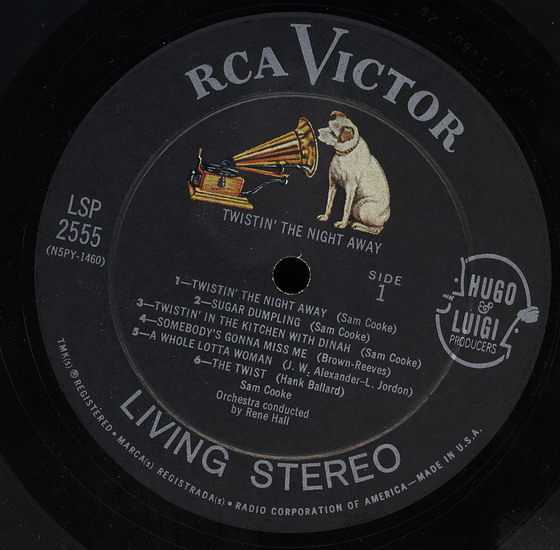 RCA VICTOR
TWISTIN' THE NIGHT AWAY
LSP
2555
(N5PY-1460)
SIDE
1
HUGO
&
LUIGI
PRODUCERS
1—TWISTIN' THE NIGHT AWAY (Sam Cooke)
2—SUGAR DUMPLING (Sam Cooke)
3—TWISTIN' IN THE KITCHEN WITH DINAH (Sam Cooke)
4—SOMEBODY'S GONNA MISS ME (Brown-Reeves)
5—A WHOLE LOTTA WOMAN (J. W. Alexander-L. Jordon)
6—THE TWIST (Hank Ballard)
Sam Cooke
Orchestra conducted
by René Hall
LIVING STEREO
TMK(s) ® REGISTERED • MARCA(s) REGISTRADA(s) • RADIO CORPORATION OF AMERICA—MADE IN U.S.A.